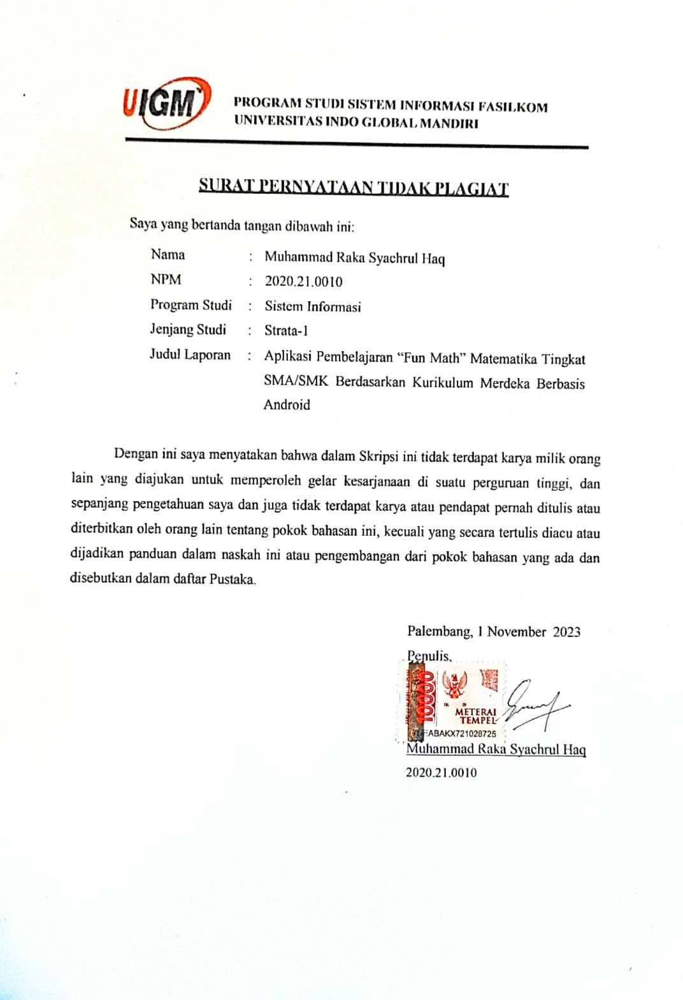 UIGM
PROGRAM STUDI SISTEM INFORMASI FASILKOM
UNIVERSITAS INDO GLOBAL MANDIRI
SURAT PERNYATAAN TIDAK PLAGIAT
Saya yang bertanda tangan dibawah ini:
Nama : Muhammad Raka Syachrul Haq
NPM : 2020.21.0010
Program Studi : Sistem Informasi
Jenjang Studi : Strata-1
Judul Laporan : Aplikasi Pembelajaran “Fun Math” Matematika Tingkat
SMA/SMK Berdasarkan Kurikulum Merdeka Berbasis
Android
Dengan ini saya menyatakan bahwa dalam Skripsi ini tidak terdapat karya milik orang
lain yang diajukan untuk memperoleh gelar kesarjanaan di suatu perguruan tinggi, dan
sepanjang pengetahuan saya dan juga tidak terdapat karya atau pendapat pernah ditulis atau
diterbitkan oleh orang lain tentang pokok bahasan ini, kecuali yang secara tertulis diacu atau
dijadikan panduan dalam naskah ini atau pengembangan dari pokok bahasan yang ada dan
disebutkan dalam daftar Pustaka.
Palembang, 1 November 2023
Penulis,
10000
METERAI
TEMPEL
ABAKX721028725
Muhammad Raka Syachrul Haq
2020.21.0010